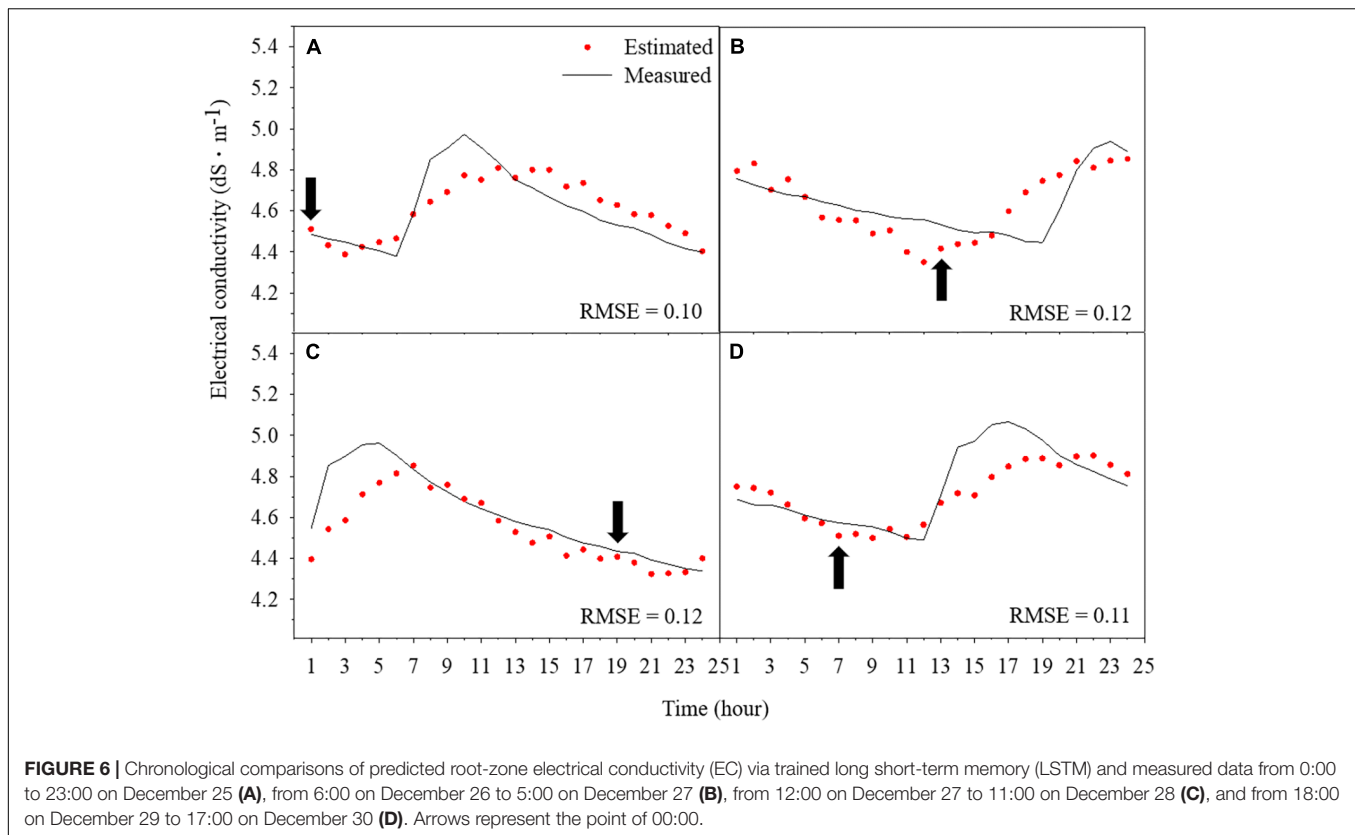 A
Estimated
Measured
RMSE = 0.10
B
RMSE = 0.12
C
RMSE = 0.12
D
RMSE = 0.11
5.4
5.2
5.0
4.8
4.6
4.4
4.2
5.4
5.2
5.0
4.8
4.6
4.4
4.2
Electrical conductivity (dS · m⁻¹)
1 3 5 7 9 11 13 15 17 19 21 23 25
1 3 5 7 9 11 13 15 17 19 21 23 25
Time (hour)
FIGURE 6 | Chronological comparisons of predicted root-zone electrical conductivity (EC) via trained long short-term memory (LSTM) and measured data from 0:00
to 23:00 on December 25 (A), from 6:00 on December 26 to 5:00 on December 27 (B), from 12:00 on December 27 to 11:00 on December 28 (C), and from 18:00
on December 29 to 17:00 on December 30 (D). Arrows represent the point of 00:00.